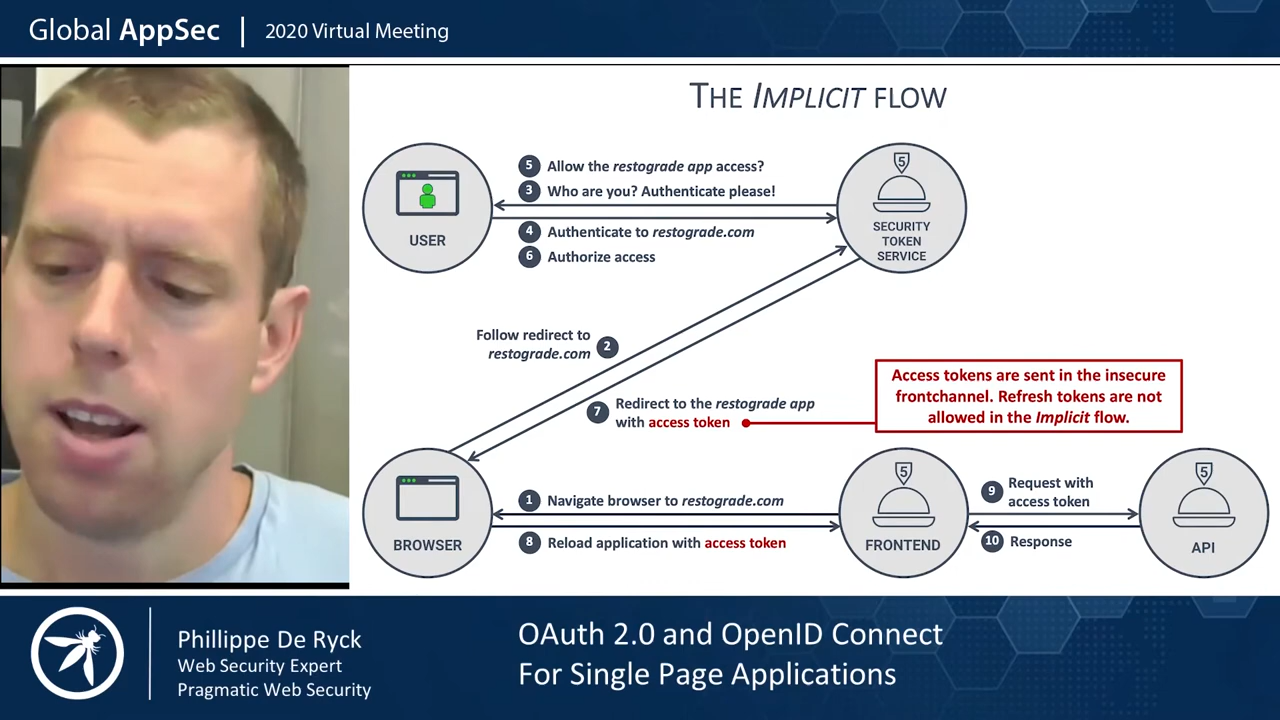 Global AppSec | 2020 Virtual Meeting
THE IMPLICIT FLOW
5 Allow the restograde app access?
3 Who are you? Authenticate please!
USER
5
SECURITY
TOKEN
SERVICE
4 Authenticate to restograde.com
6 Authorize access
Follow redirect to
restograde.com
2
7 Redirect to the restograde app
with access token
Access tokens are sent in the insecure
frontchannel. Refresh tokens are not
allowed in the Implicit flow.
BROWSER
1 Navigate browser to restograde.com
8 Reload application with access token
5
FRONTEND
9 Request with
access token
10 Response
5
API
Phillippe De Ryck
Web Security Expert
Pragmatic Web Security
OAuth 2.0 and OpenID Connect
For Single Page Applications